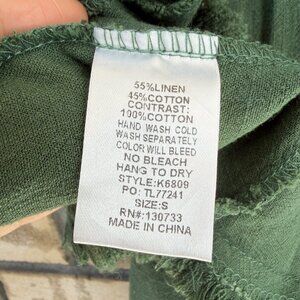 55%LINEN
45%COTTON
CONTRAST:
100%COTTON
HAND WASH COLD
WASH SEPARATELY
COLOR WILL BLEED
NO BLEACH
HANG TO DRY
STYLE:K6809
PO: TL77241
SIZE:S
RN#:130733
MADE IN CHINA